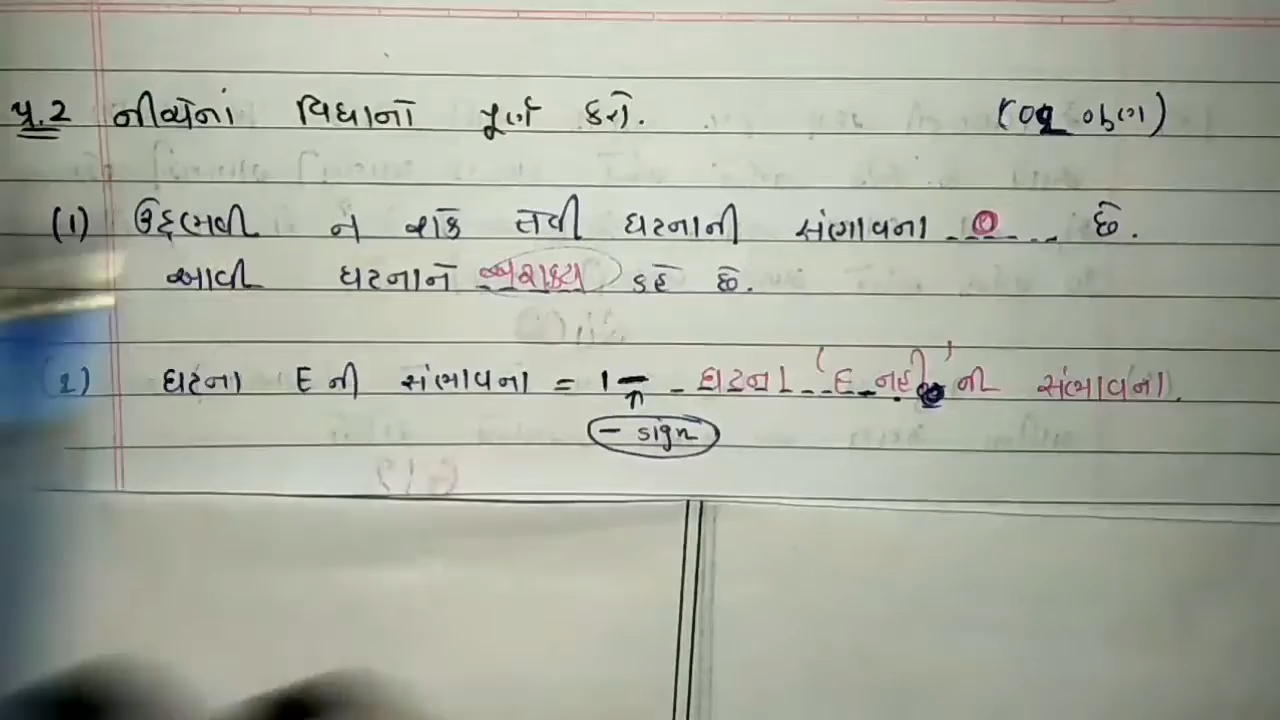 પ્ર.2 નીચેનાં વિધાનો પૂર્ણ કરો. (02 ગુણ)
(1) ઉદ્દભવી ન શકે તેવી ઘટનાની સંભાવના 0 છે.
આવી ઘટનાને અશક્ય કહે છે.
(2) ઘટના E ની સંભાવના = 1 - ઘટના 'E નહીં' ની સંભાવના.
- sign